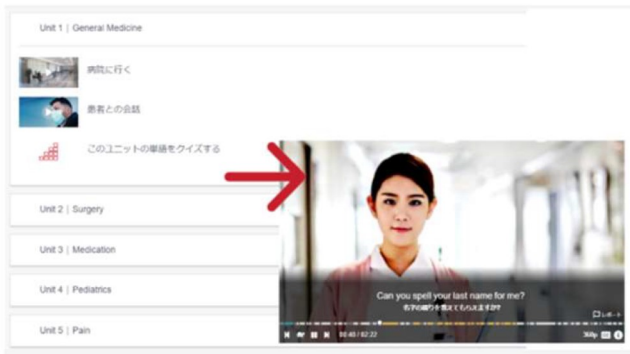 Unit 1 | General Medicine
病院に行く
患者との会話
このユニットの単語をクイズする
Unit 2 | Surgery
Unit 3 | Medication
Unit 4 | Pediatrics
Unit 5 | Pain
Can you spell your last name for me?
名字の綴りを教えてもらえますか?
レポート
02:22
360p